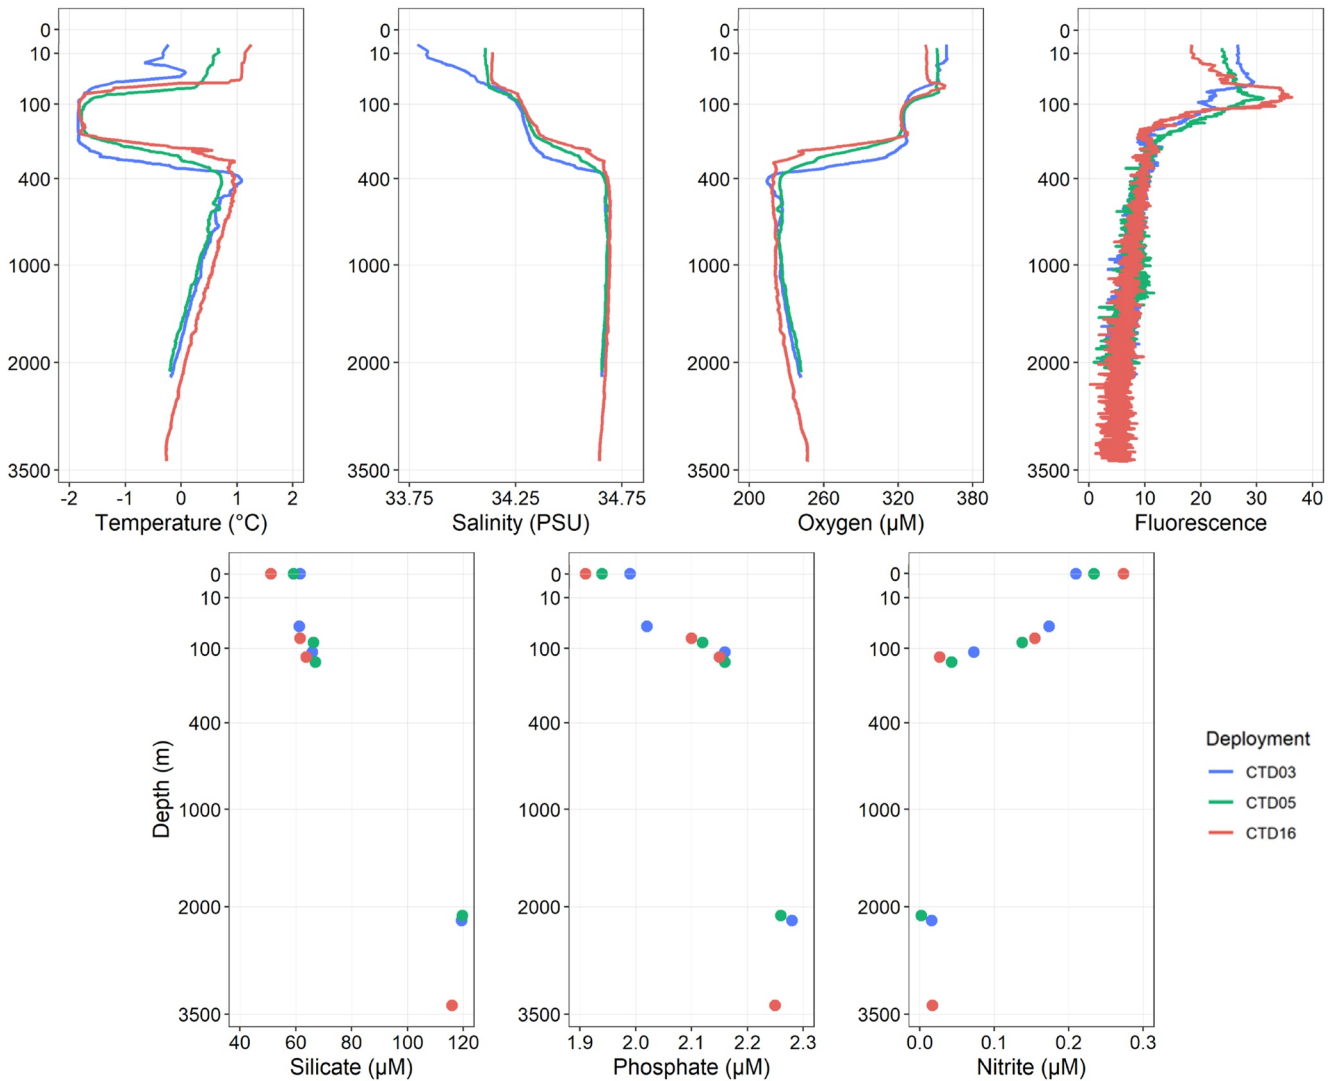 0
10
100
400
1000
2000
3500
-2 -1 0 1 2
Temperature (°C)
0
10
100
400
1000
2000
3500
33.75 34.25 34.75
Salinity (PSU)
0
10
100
400
1000
2000
3500
200 260 320 380
Oxygen (µM)
0
10
100
400
1000
2000
3500
0 10 20 30 40
Fluorescence
Depth (m)
0
10
100
400
1000
2000
3500
40 60 80 100 120
Silicate (µM)
0
10
100
400
1000
2000
3500
1.9 2.0 2.1 2.2 2.3
Phosphate (µM)
0
10
100
400
1000
2000
3500
0.0 0.1 0.2 0.3
Nitrite (µM)
Deployment
CTD03
CTD05
CTD16